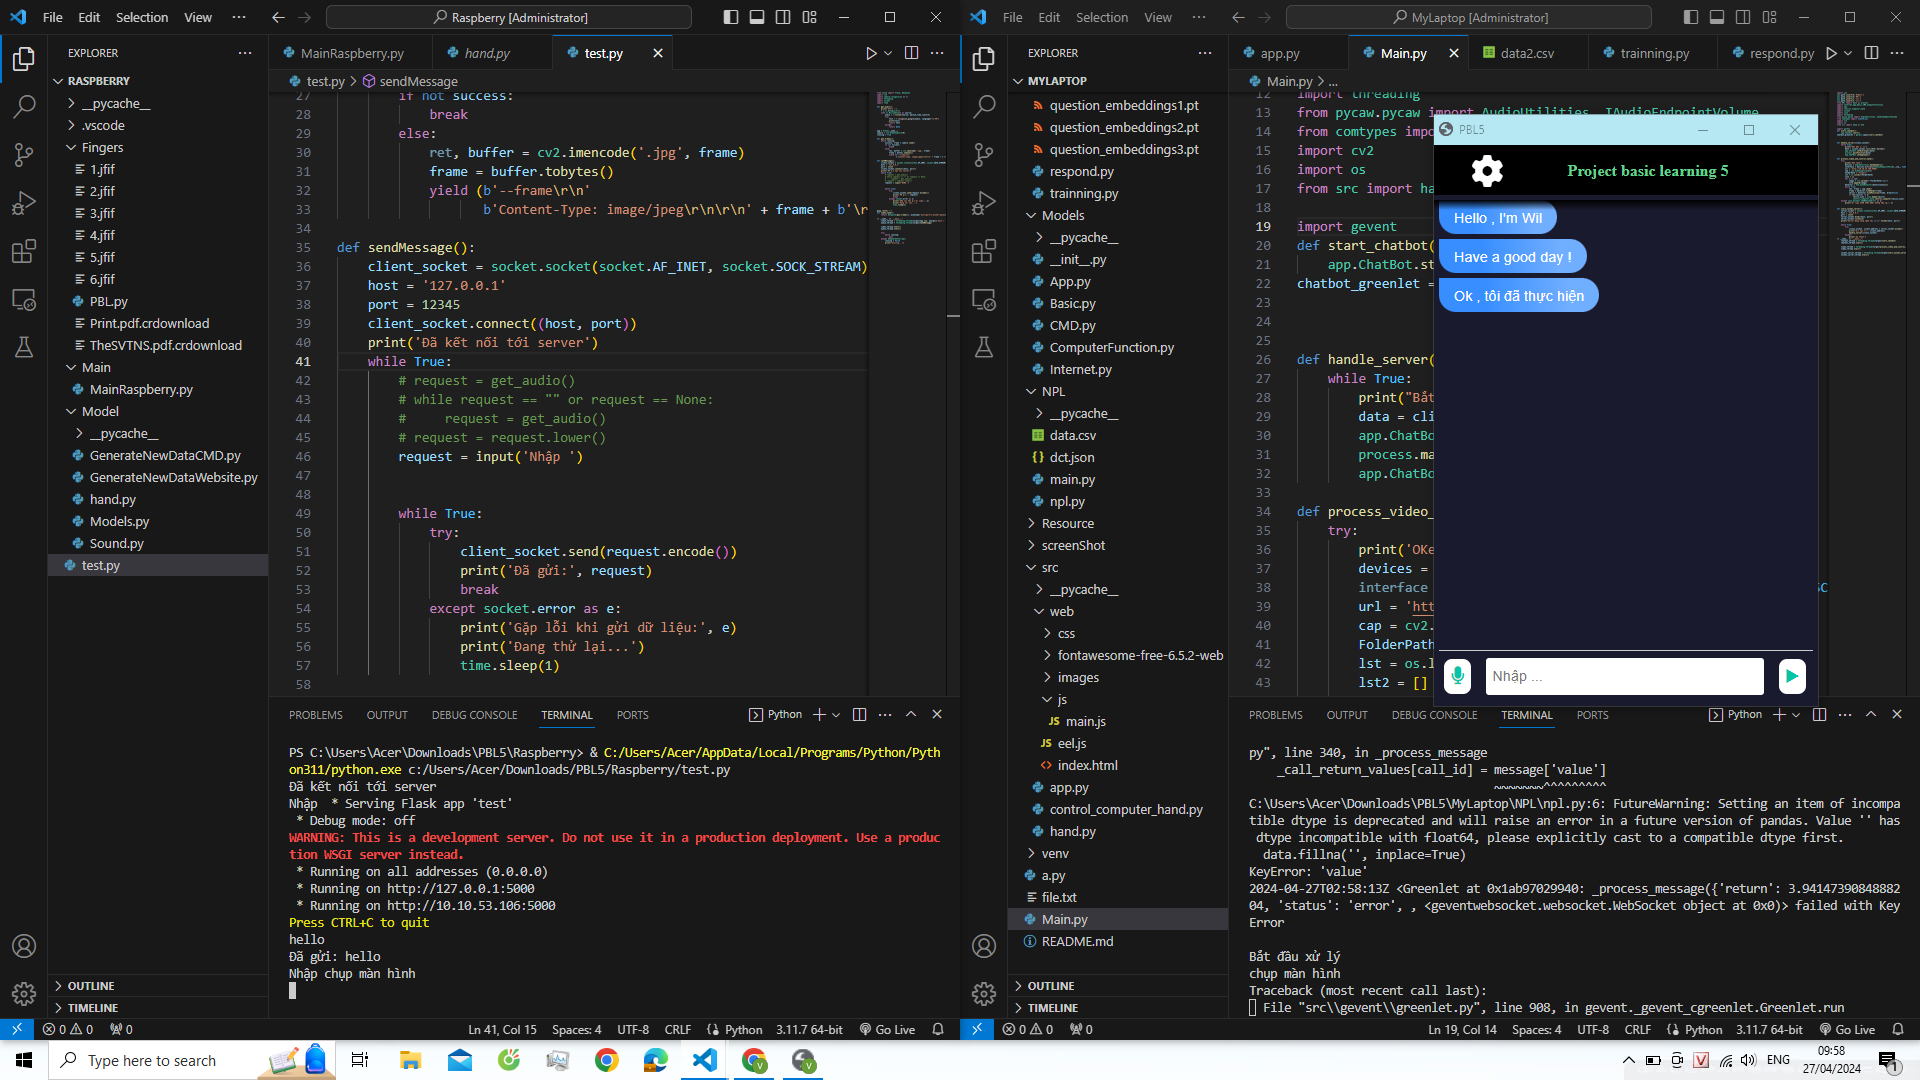 File Edit Selection View ··· Raspberry [Administrator]
EXPLORER
RASPBERRY
__pycache__
.vscode
Fingers
1.jfif
2.jfif
3.jfif
4.jfif
5.jfif
6.jfif
PBL.py
Print.pdf.crdownload
TheSVTNS.pdf.crdownload
Main
MainRaspberry.py
Model
__pycache__
GenerateNewDataCMD.py
GenerateNewDataWebsite.py
hand.py
Models.py
Sound.py
test.py
OUTLINE
TIMELINE
MainRaspberry.py hand.py test.py
test.py > sendMessage
27 if not success:
28 break
29 else:
30 ret, buffer = cv2.imencode('.jpg', frame)
31 frame = buffer.tobytes()
32 yield (b'--frame\r\n'
33 b'Content-Type: image/jpeg\r\n\r\n' + frame + b'\r
34
35 def sendMessage():
36 client_socket = socket.socket(socket.AF_INET, socket.SOCK_STREAM)
37 host = '127.0.0.1'
38 port = 12345
39 client_socket.connect((host, port))
40 print('Đã kết nối tới server')
41 while True:
42 # request = get_audio()
43 # while request == "" or request == None:
44 # request = get_audio()
45 # request = request.lower()
46 request = input('Nhập ')
47
48
49 while True:
50 try:
51 client_socket.send(request.encode())
52 print('Đã gửi:', request)
53 break
54 except socket.error as e:
55 print('Gặp lỗi khi gửi dữ liệu:', e)
56 print('Đang thử lại...')
57 time.sleep(1)
58
PROBLEMS OUTPUT DEBUG CONSOLE TERMINAL PORTS Python
PS C:\Users\Acer\Downloads\PBL5\Raspberry> & C:/Users/Acer/AppData/Local/Programs/Python/Pyth
on311/python.exe c:/Users/Acer/Downloads/PBL5/Raspberry/test.py
Đã kết nối tới server
Nhập * Serving Flask app 'test'
* Debug mode: off
WARNING: This is a development server. Do not use it in a production deployment. Use a produc
tion WSGI server instead.
* Running on all addresses (0.0.0.0)
* Running on http://127.0.0.1:5000
* Running on http://10.10.53.106:5000
Press CTRL+C to quit
hello
Đã gửi: hello
Nhập chụp màn hình
0 0 0 Ln 41, Col 15 Spaces: 4 UTF-8 CRLF Python 3.11.7 64-bit Go Live
File Edit Selection View ··· MyLaptop [Administrator]
EXPLORER
MYLAPTOP
question_embeddings1.pt
question_embeddings2.pt
question_embeddings3.pt
respond.py
trainning.py
Models
__pycache__
__init__.py
App.py
Basic.py
CMD.py
ComputerFunction.py
Internet.py
NPL
__pycache__
data.csv
dct.json
main.py
npl.py
Resource
screenShot
src
__pycache__
web
css
fontawesome-free-6.5.2-web
images
js
main.js
eel.js
index.html
app.py
control_computer_hand.py
hand.py
venv
a.py
file.txt
Main.py
README.md
OUTLINE
TIMELINE
app.py Main.py data2.csv trainning.py respond.py
Main.py > ...
12 import threading
13 from pycaw.pycaw import AudioUtilities, IAudioEndpointVolume
14 from comtypes impo
15 import cv2
16 import os
17 from src import ha
18
19 import gevent
20 def start_chatbot(
21 app.ChatBot.st
22 chatbot_greenlet =
23
24
25
26 def handle_server(
27 while True:
28 print("Bắt
29 data = cli
30 app.ChatBo
31 process.ma
32 app.ChatBo
33
34 def process_video_
35 try:
36 print('OKe
37 devices =
38 interface
39 url = 'htt
40 cap = cv2.
41 FolderPath
42 lst = os.l
43 lst2 = []
PBL5
Project basic learning 5
Hello , I'm Wil
Have a good day !
Ok , tôi đã thực hiện
Nhập ...
PROBLEMS OUTPUT DEBUG CONSOLE TERMINAL PORTS Python
py", line 340, in _process_message
_call_return_values[call_id] = message['value']
~~~~~~~^^^^^^^^^
C:\Users\Acer\Downloads\PBL5\MyLaptop\NPL\npl.py:6: FutureWarning: Setting an item of incompa
tible dtype is deprecated and will raise an error in a future version of pandas. Value '' has
dtype incompatible with float64, please explicitly cast to a compatible dtype first.
data.fillna('', inplace=True)
KeyError: 'value'
2024-04-27T02:58:13Z <Greenlet at 0x1ab97029940: _process_message({'return': 3.94147390848882
04, 'status': 'error', , <geventwebsocket.websocket.WebSocket object at 0x0)> failed with Key
Error
Bắt đầu xử lý
chụp màn hình
Traceback (most recent call last):
File "src\\gevent\\greenlet.py", line 908, in gevent._gevent_cgreenlet.Greenlet.run
0 0 0 Ln 19, Col 14 Spaces: 4 UTF-8 CRLF Python 3.11.7 64-bit Go Live
Type here to search
ENG
09:58
27/04/2024